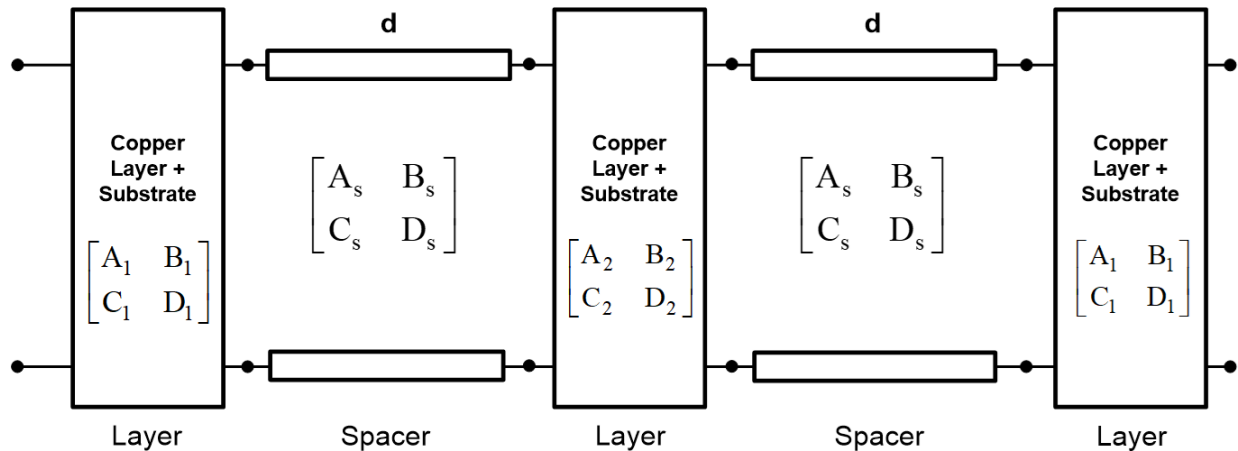 d
d
Copper
Layer +
Substrate
A₁ B₁
C₁ D₁
Aₛ Bₛ
Cₛ Dₛ
Copper
Layer +
Substrate
A₂ B₂
C₂ D₂
Aₛ Bₛ
Cₛ Dₛ
Copper
Layer +
Substrate
A₁ B₁
C₁ D₁
Layer
Spacer
Layer
Spacer
Layer